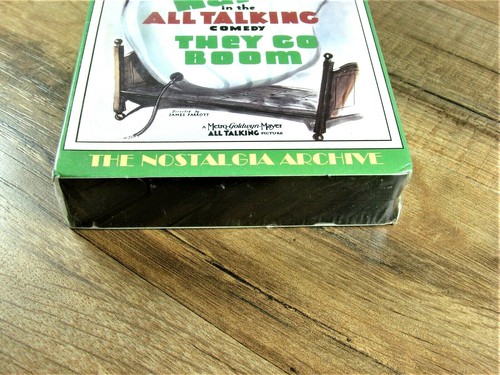 in the
ALL TALKING
COMEDY
THEY GO
BOOM
Directed by
JAMES PARROTT
A Metro-Goldwyn-Mayer
ALL TALKING PICTURE
THE NOSTALGIA ARCHIVE